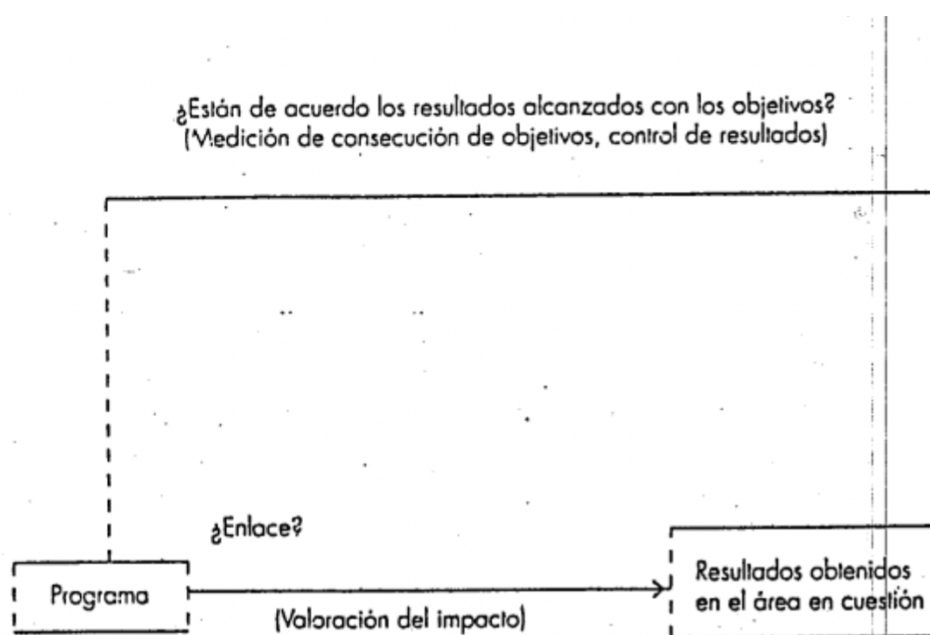 ¿Están de acuerdo los resultados alcanzados con los objetivos?
(Medición de consecución de objetivos, control de resultados)
¿Enlace?
Programa
(Valoración del impacto)
Resultados obtenidos
en el área en cuestión